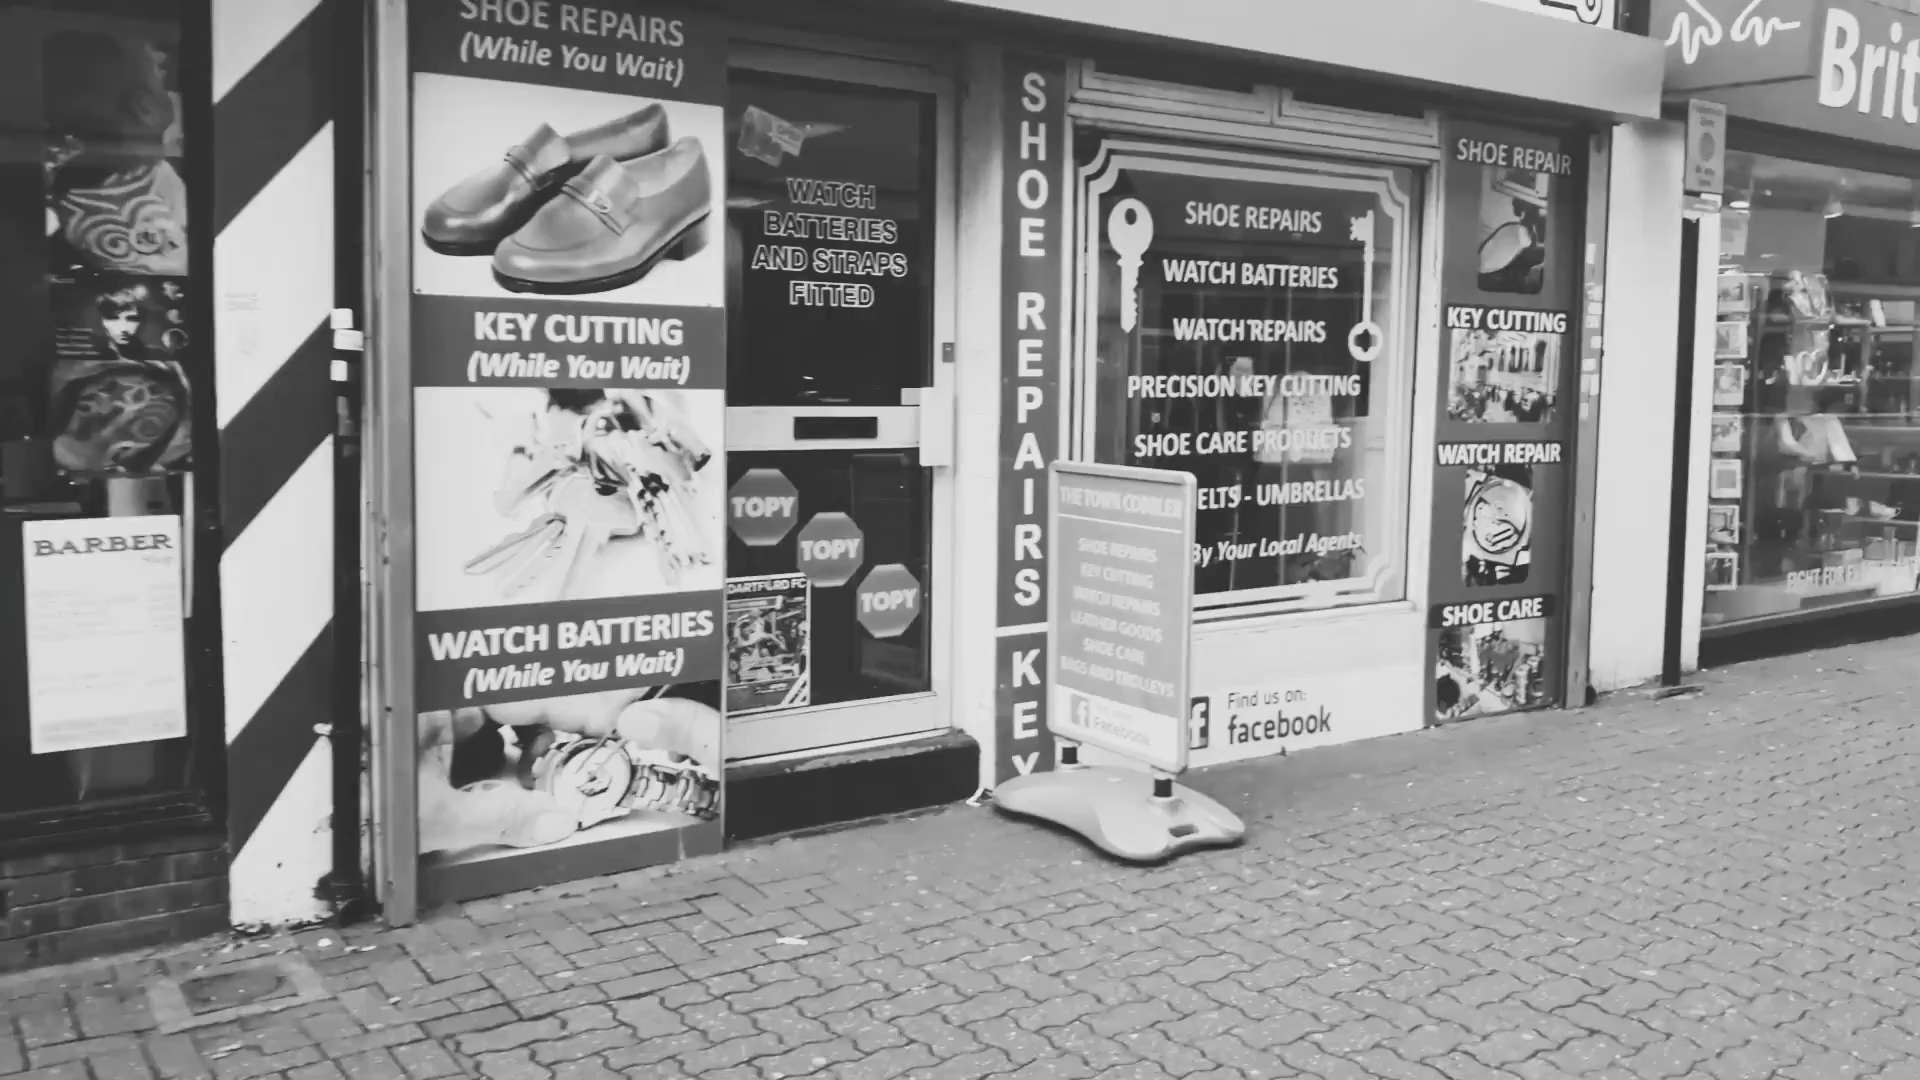 BARBER
Shop
SHOE REPAIRS
(While You Wait)
KEY CUTTING
(While You Wait)
WATCH BATTERIES
(While You Wait)
WATCH
BATTERIES
AND STRAPS
FITTED
TOPY
TOPY
TOPY
DARTFORD FC
SHOE REPAIRS
KEY
SHOE REPAIRS
WATCH BATTERIES
WATCH REPAIRS
PRECISION KEY CUTTING
SHOE CARE PRODUCTS
ELTS - UMBRELLAS
By Your Local Agents
THE TOWN COBBLER
SHOE REPAIRS
KEY CUTTING
WATCH REPAIRS
LEATHER GOODS
SHOE CARE
BAGS AND TROLLEYS
f
Facebook
f Find us on:
facebook
SHOE REPAIR
KEY CUTTING
WATCH REPAIR
SHOE CARE
Brit
FIGHT FOR